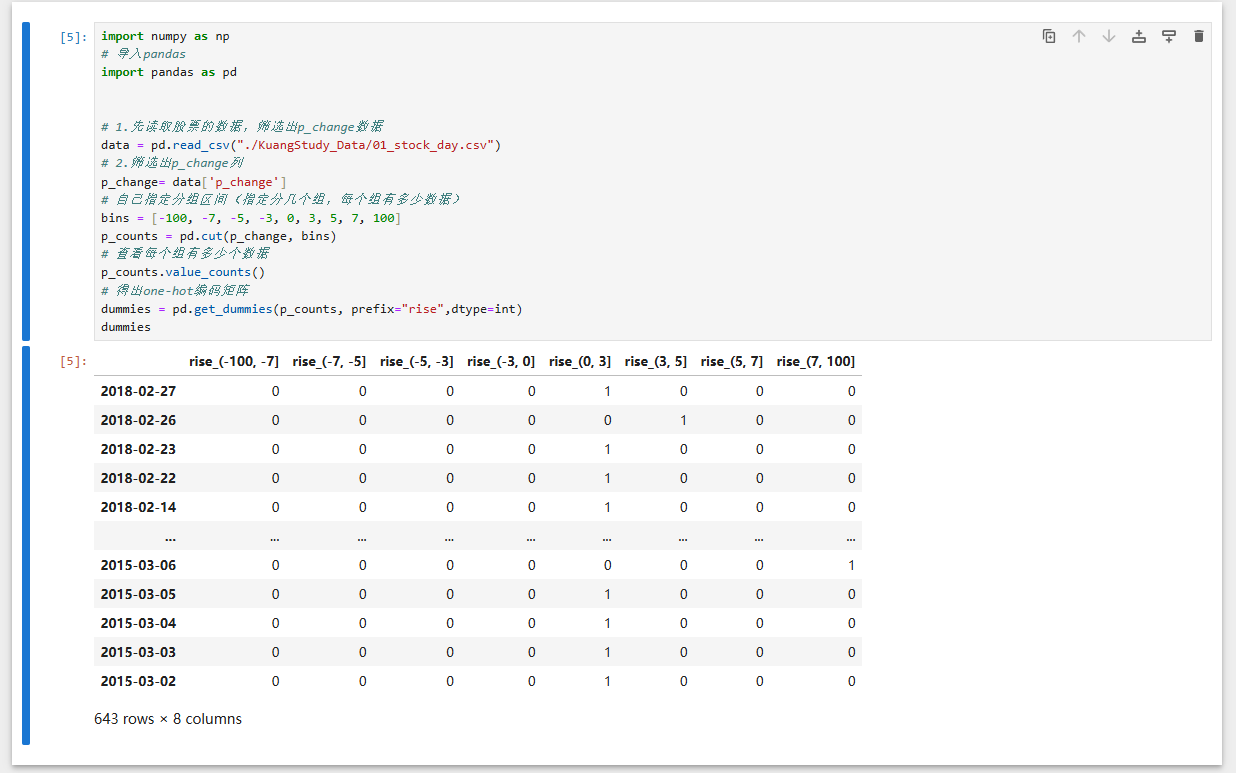 [5]:
import numpy as np
# 导入pandas
import pandas as pd
# 1.先读取股票的数据，筛选出p_change数据
data = pd.read_csv("./KuangStudy_Data/01_stock_day.csv")
# 2.筛选出p_change列
p_change= data['p_change']
# 自己指定分组区间（指定分几个组，每个组有多少数据）
bins = [-100, -7, -5, -3, 0, 3, 5, 7, 100]
p_counts = pd.cut(p_change, bins)
# 查看每个组有多少个数据
p_counts.value_counts()
# 得出one-hot编码矩阵
dummies = pd.get_dummies(p_counts, prefix="rise",dtype=int)
dummies
[5]:
rise_(-100, -7] rise_(-7, -5] rise_(-5, -3] rise_(-3, 0] rise_(0, 3] rise_(3, 5] rise_(5, 7] rise_(7, 100]
2018-02-27 0 0 0 0 1 0 0 0
2018-02-26 0 0 0 0 0 1 0 0
2018-02-23 0 0 0 0 1 0 0 0
2018-02-22 0 0 0 0 1 0 0 0
2018-02-14 0 0 0 0 1 0 0 0
... ... ... ... ... ... ... ... ...
2015-03-06 0 0 0 0 0 0 0 1
2015-03-05 0 0 0 0 1 0 0 0
2015-03-04 0 0 0 0 1 0 0 0
2015-03-03 0 0 0 0 1 0 0 0
2015-03-02 0 0 0 0 1 0 0 0
643 rows × 8 columns